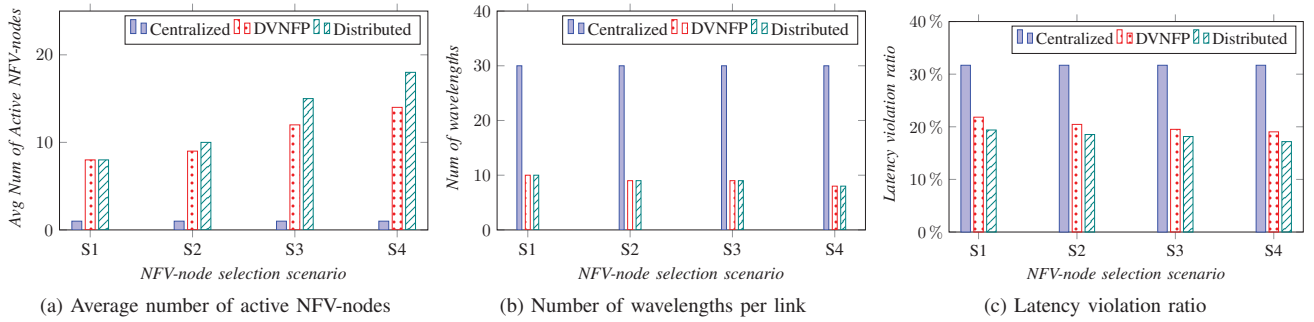 Centralized DVNFP Distributed
Avg Num of Active NFV-nodes
20
10
0
S1 S2 S3 S4
NFV-node selection scenario
(a) Average number of active NFV-nodes
Centralized DVNFP Distributed
Num of wavelengths
40
30
20
10
0
S1 S2 S3 S4
NFV-node selection scenario
(b) Number of wavelengths per link
Centralized DVNFP Distributed
Latency violation ratio
40 %
30 %
20 %
10 %
0 %
S1 S2 S3 S4
NFV-node selection scenario
(c) Latency violation ratio